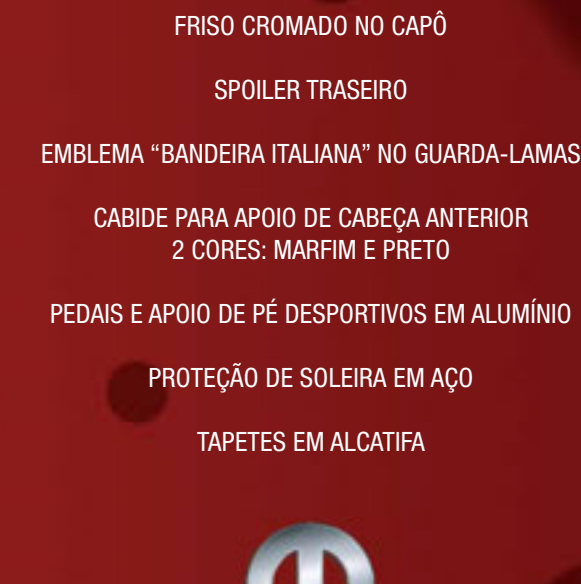 FRISO CROMADO NO CAPÔ
SPOILER TRASEIRO
EMBLEMA “BANDEIRA ITALIANA” NO GUARDA-LAMAS
CABIDE PARA APOIO DE CABEÇA ANTERIOR
2 CORES: MARFIM E PRETO
PEDAIS E APOIO DE PÉ DESPORTIVOS EM ALUMÍNIO
PROTEÇÃO DE SOLEIRA EM AÇO
TAPETES EM ALCATIFA